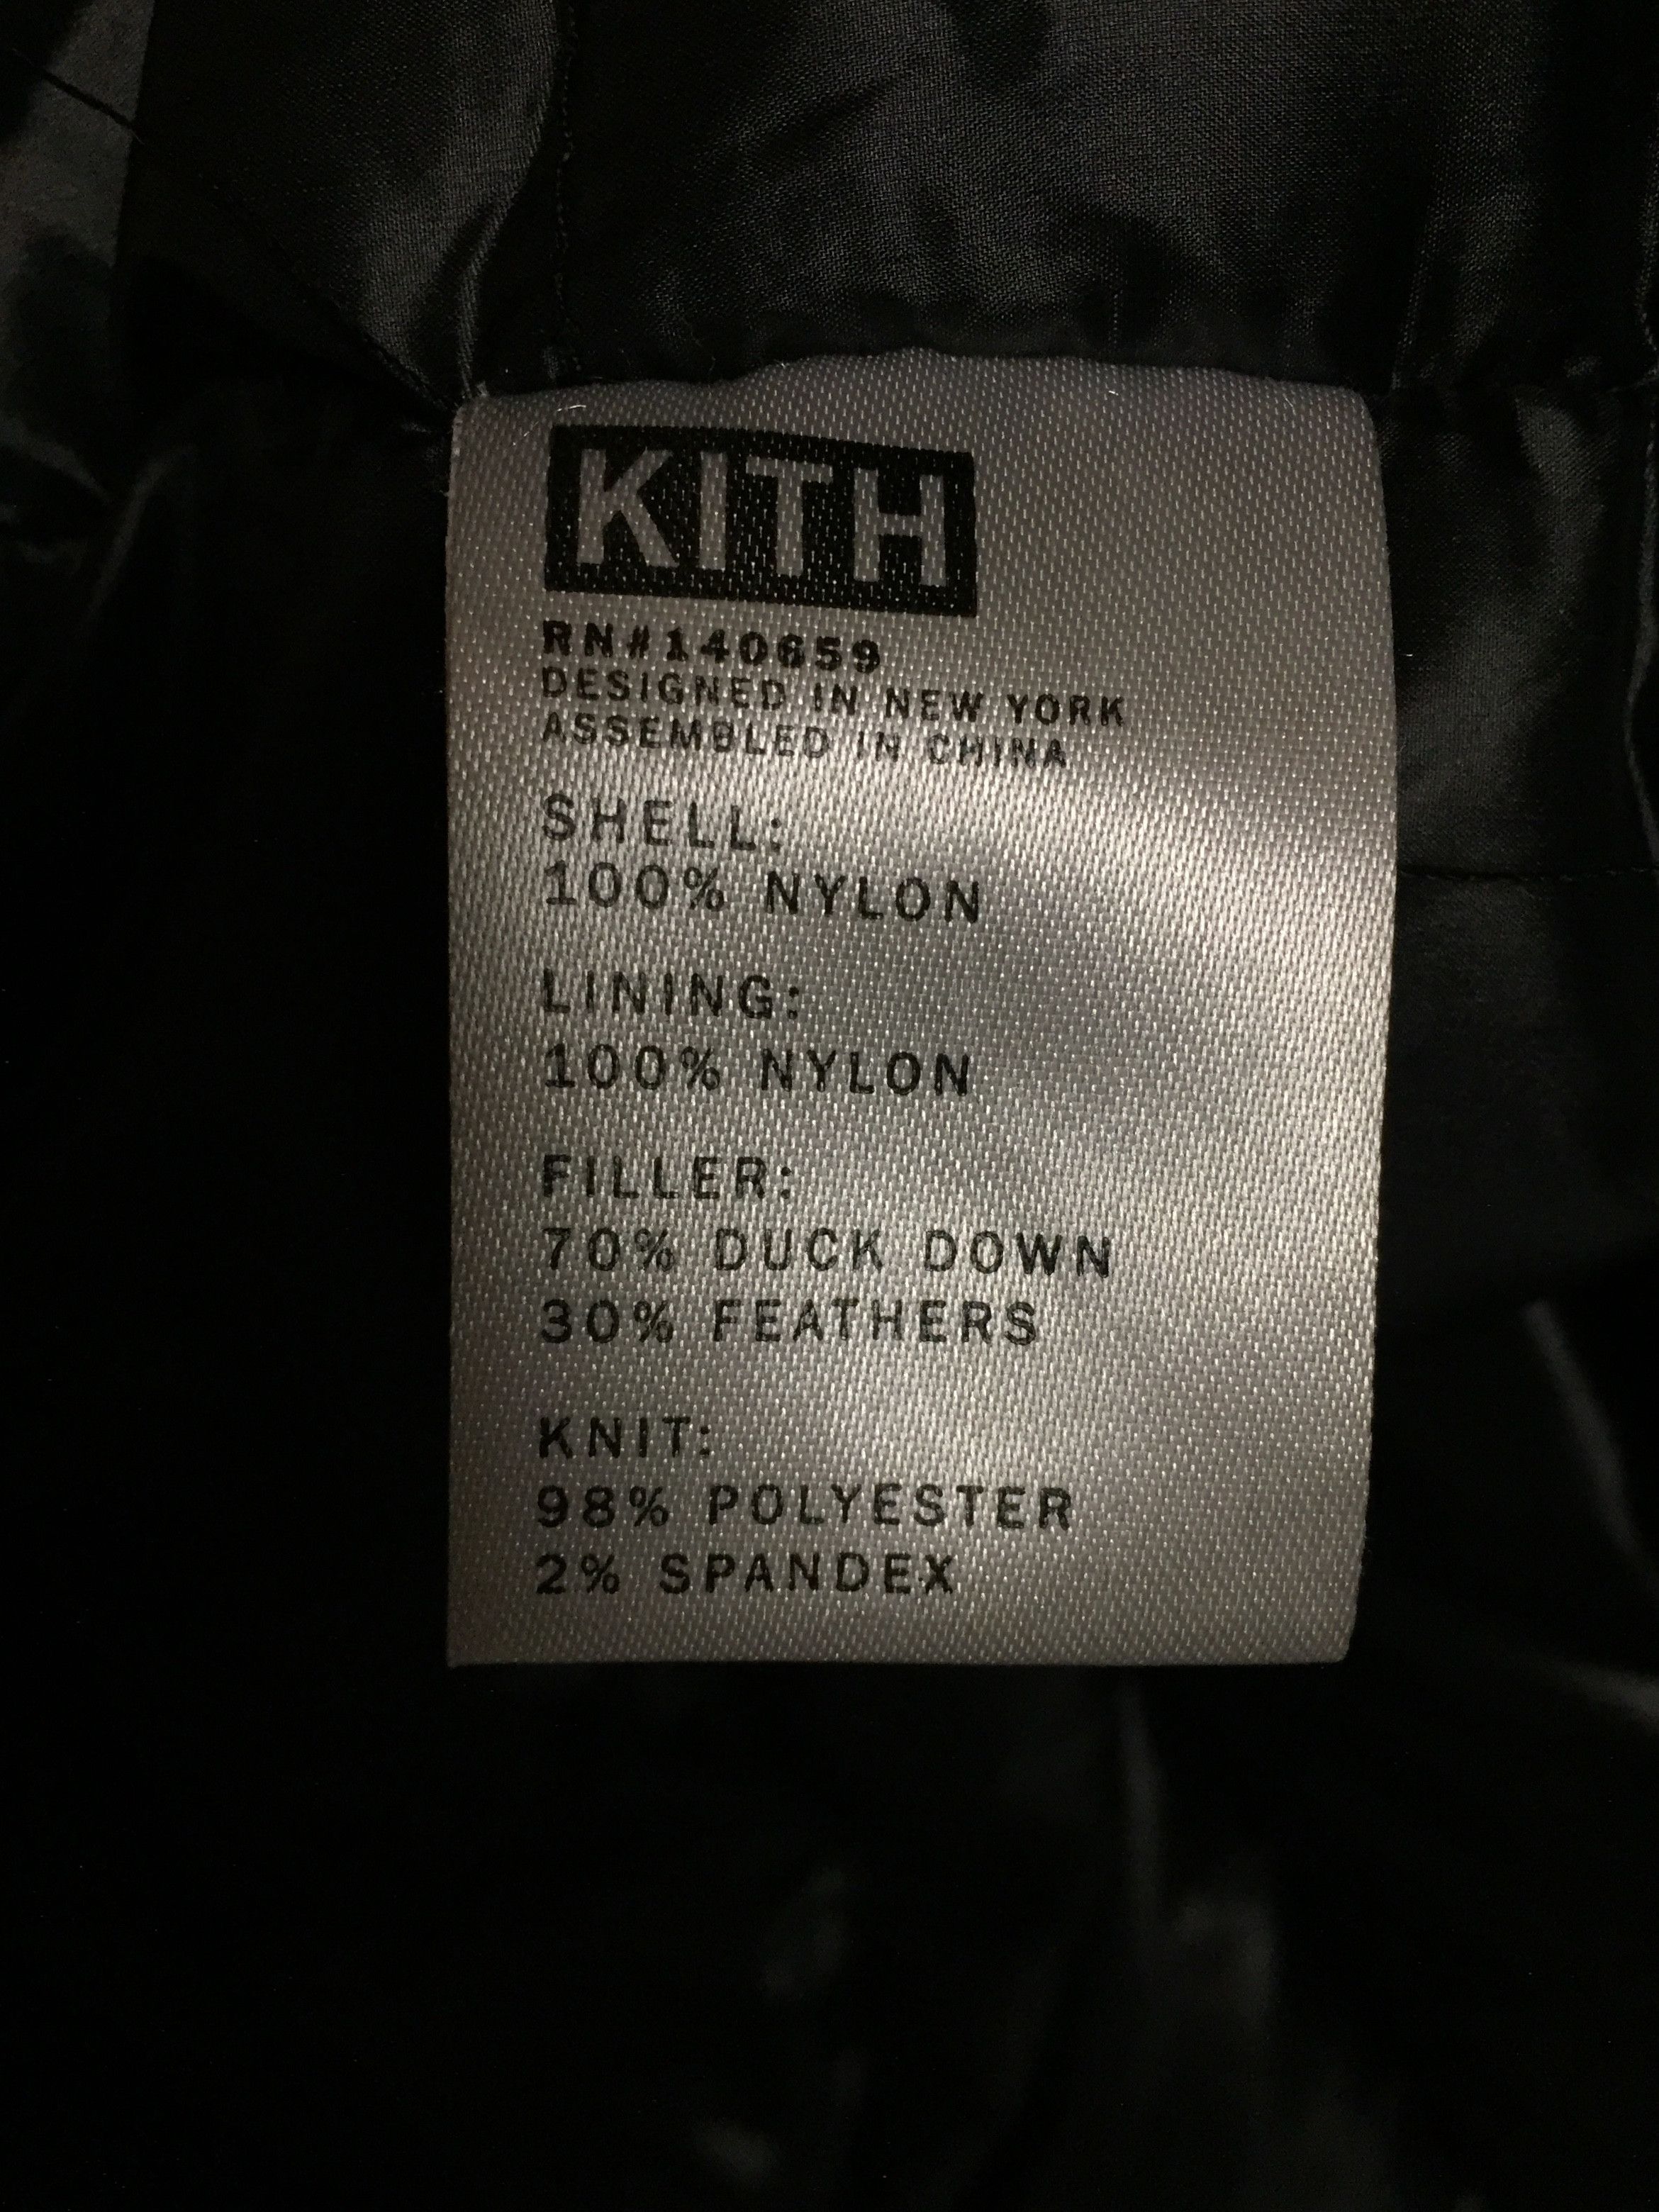 KITH
RN#140659
DESIGNED IN NEW YORK
ASSEMBLED IN CHINA
SHELL:
100% NYLON
LINING:
100% NYLON
FILLER:
70% DUCK DOWN
30% FEATHERS
KNIT:
98% POLYESTER
2% SPANDEX